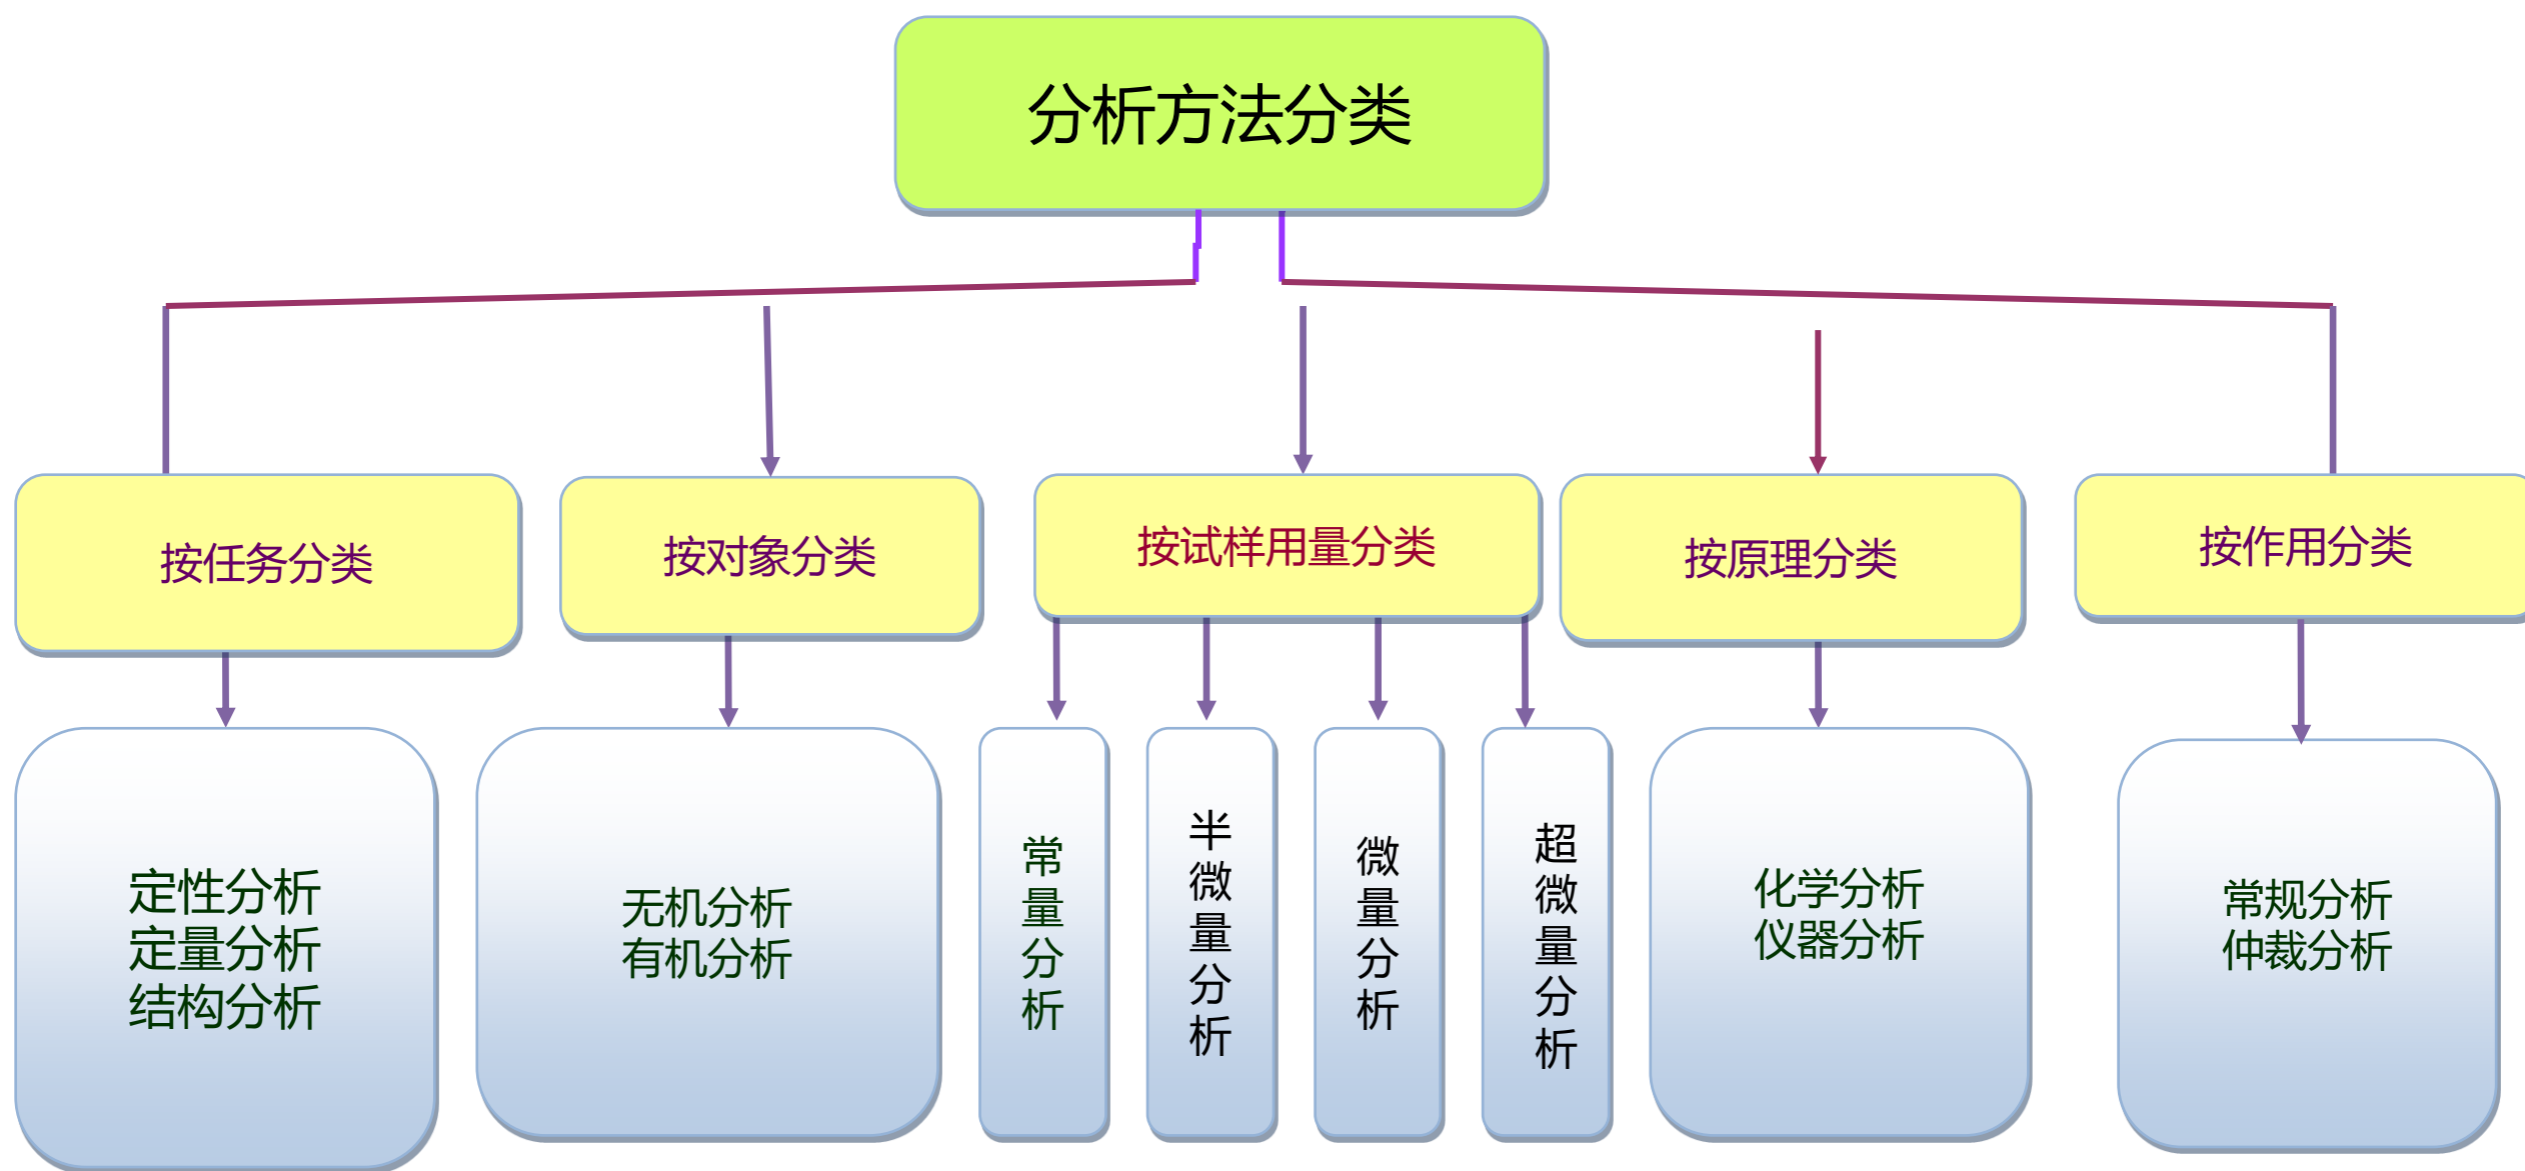 分析方法分类
按任务分类
按对象分类
按试样用量分类
按原理分类
按作用分类
定性分析
定量分析
结构分析
无机分析
有机分析
常量分析
半微量分析
微量分析
超微量分析
化学分析
仪器分析
常规分析
仲裁分析